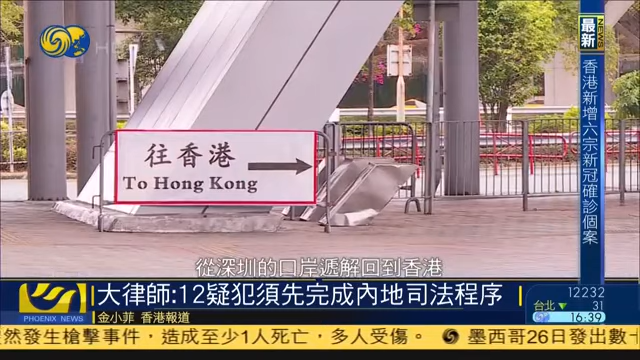 最新
香港新增六宗新冠確診個案
往香港
To Hong Kong
從深圳的口岸遞解回到香港
大律師:12疑犯須先完成內地司法程序
PHOENIX NEWS
金小菲 香港報道
12232
台北▼ 31
16:39
然發生槍擊事件，造成至少1人死亡，多人受傷。
墨西哥26日發出數十